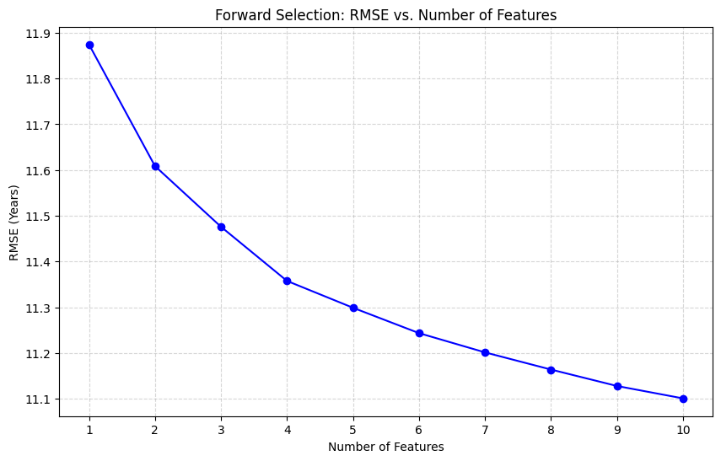 Forward Selection: RMSE vs. Number of Features
RMSE (Years)
11.9
11.8
11.7
11.6
11.5
11.4
11.3
11.2
11.1
1 2 3 4 5 6 7 8 9 10
Number of Features